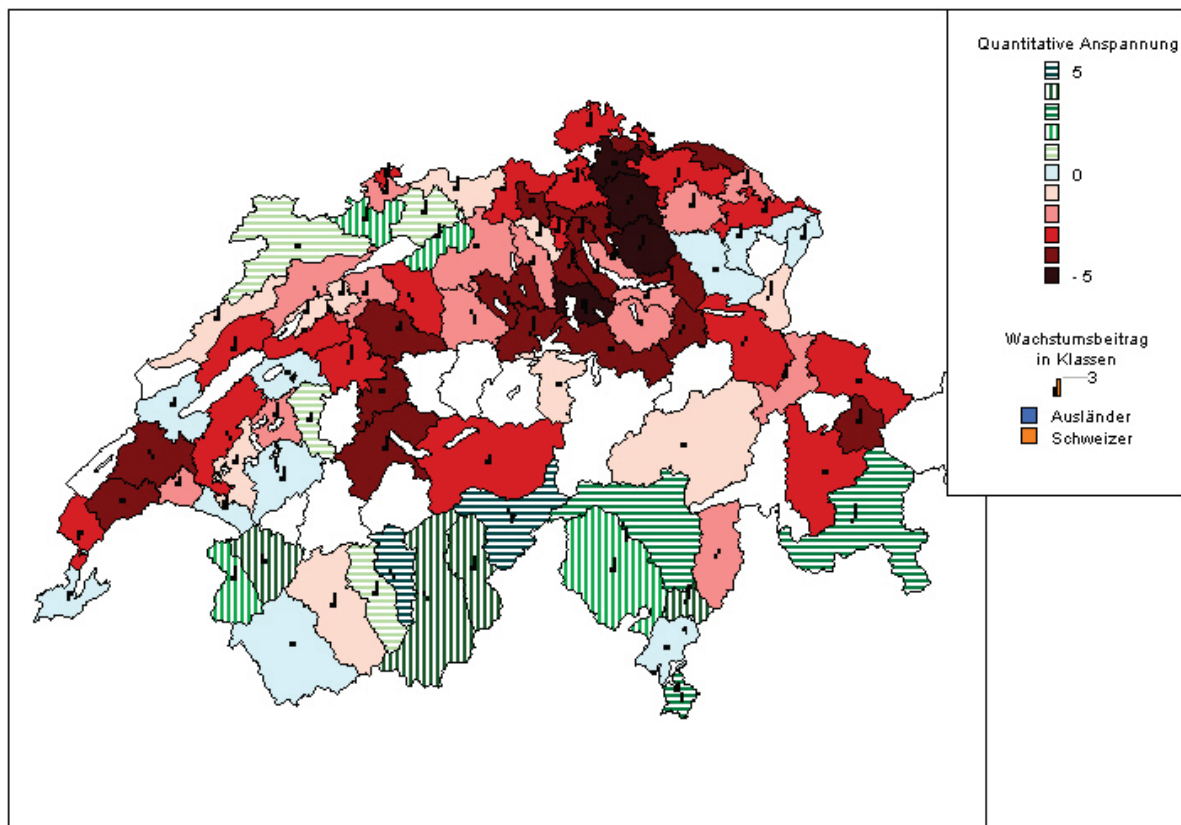 Quantitative Anspannung
5
0
- 5
Wachstumsbeitrag
in Klassen
3
Ausländer
Schweizer